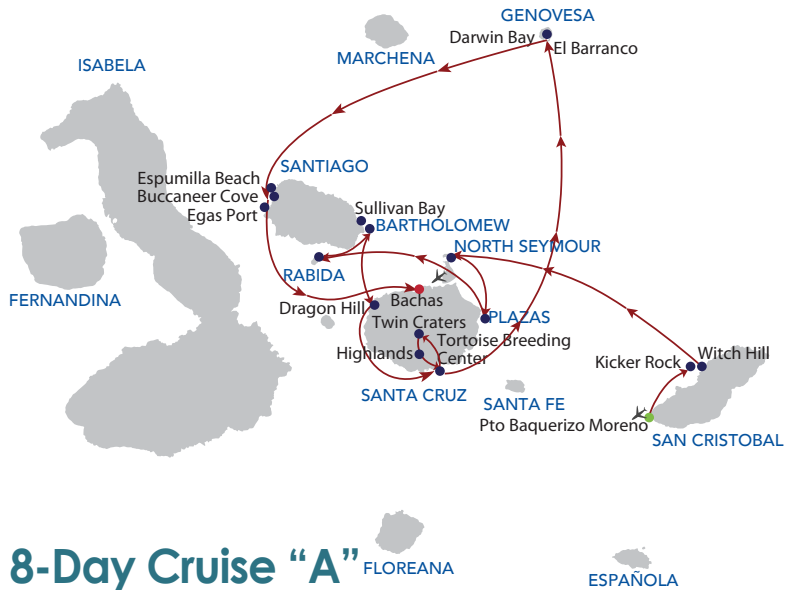 GENOVESA
Darwin Bay
El Barranco
MARCHENA
ISABELA
SANTIAGO
Espumilla Beach
Buccaneer Cove
Egas Port
Sullivan Bay
BARTHOLOMEW
NORTH SEYMOUR
RABIDA
FERNANDINA
Dragon Hill
Bachas
PLAZAS
Twin Craters
Tortoise Breeding
Center
Highlands
Kicker Rock
Witch Hill
SANTA CRUZ
SANTA FE
Pto Baquerizo Moreno
SAN CRISTOBAL
8-Day Cruise “A”
FLOREANA
ESPAÑOLA